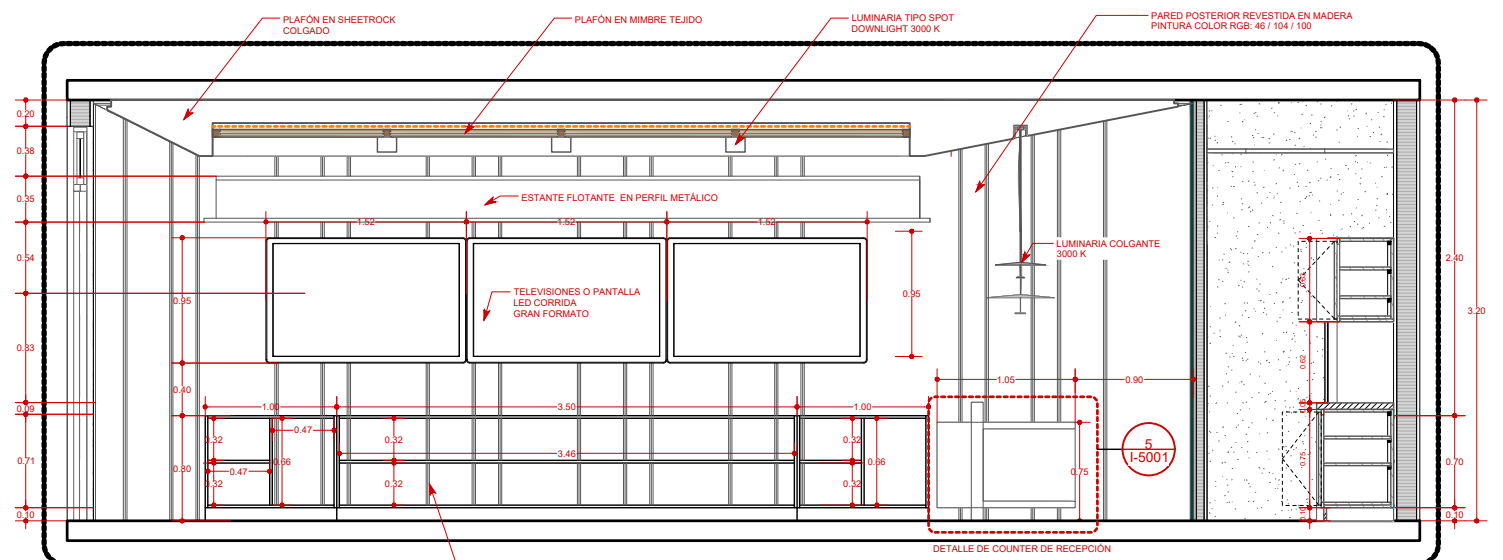 PLAFÓN EN SHEETROCK
COLGADO
PLAFÓN EN MIMBRE TEJIDO
LUMINARIA TIPO SPOT
DOWNLIGHT 3000 K
PARED POSTERIOR REVESTIDA EN MADERA
PINTURA COLOR RGB: 46 / 104 / 100
0.20
0.38
0.35
0.54
0.83
0.09
0.71
0.10
ESTANTE FLOTANTE EN PERFIL METÁLICO
1.52
1.52
1.52
0.95
0.40
0.80
TELEVISIONES O PANTALLA
LED CORRIDA
GRAN FORMATO
0.95
LUMINARIA COLGANTE
3000 K
1.05
0.90
1.00
3.50
1.00
0.32
0.47
0.66
0.47
0.32
0.32
3.46
0.32
0.32
0.66
0.32
0.75
5
I-5001
0.62
0.75
0.10
2.40
3.20
0.70
0.10
DETALLE DE COUNTER DE RECEPCIÓN